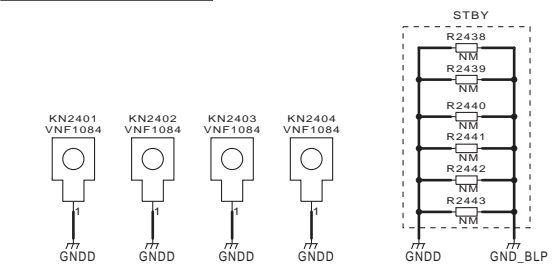 STBY
R2438
NM
R2439
NM
R2440
NM
R2441
NM
R2442
NM
R2443
NM
KN2401 KN2402 KN2403 KN2404
VNF1084 VNF1084 VNF1084 VNF1084
1 1 1 1
GNDD GNDD GNDD GNDD GNDD GND_BLP